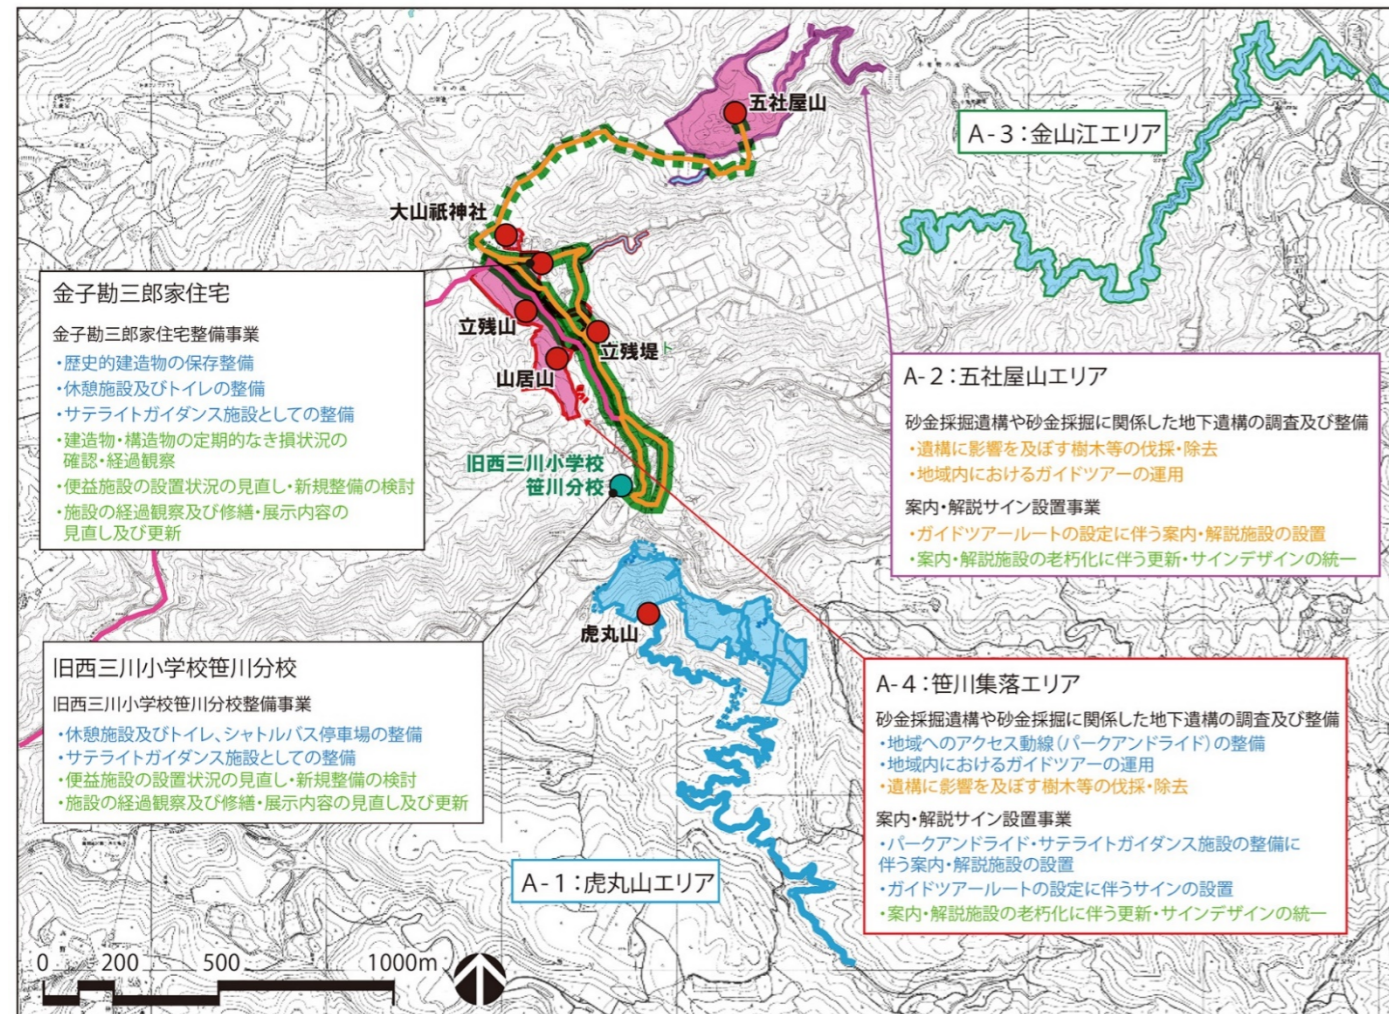 五社屋山
A-3：金山江エリア
大山祗神社
立残山
立残堤
山居山
旧西三川小学校
笹川分校
虎丸山
A-1：虎丸山エリア
金子勘三郎家住宅
金子勘三郎家住宅整備事業
・歴史的建造物の保存整備
・休憩施設及びトイレの整備
・サテライトガイダンス施設としての整備
・建造物・構造物の定期的なき損状況の
確認・経過観察
・便益施設の設置状況の見直し・新規整備の検討
・施設の経過観察及び修繕・展示内容の
見直し及び更新
旧西三川小学校笹川分校
旧西三川小学校笹川分校整備事業
・休憩施設及びトイレ、シャトルバス停車場の整備
・サテライトガイダンス施設としての整備
・便益施設の設置状況の見直し・新規整備の検討
・施設の経過観察及び修繕・展示内容の見直し及び更新
A-2：五社屋山エリア
砂金採掘遺構や砂金採掘に関係した地下遺構の調査及び整備
・遺構に影響を及ぼす樹木等の伐採・除去
・地域内におけるガイドツアーの運用
案内・解説サイン設置事業
・ガイドツアールートの設定に伴う案内・解説施設の設置
・案内・解説施設の老朽化に伴う更新・サインデザインの統一
A-4：笹川集落エリア
砂金採掘遺構や砂金採掘に関係した地下遺構の調査及び整備
・地域へのアクセス動線（パークアンドライド）の整備
・地域内におけるガイドツアーの運用
・遺構に影響を及ぼす樹木等の伐採・除去
案内・解説サイン設置事業
・パークアンドライド・サテライトガイダンス施設の整備に
伴う案内・解説施設の設置
・ガイドツアールートの設定に伴うサインの設置
・案内・解説施設の老朽化に伴う更新・サインデザインの統一
0 200 500 1000m